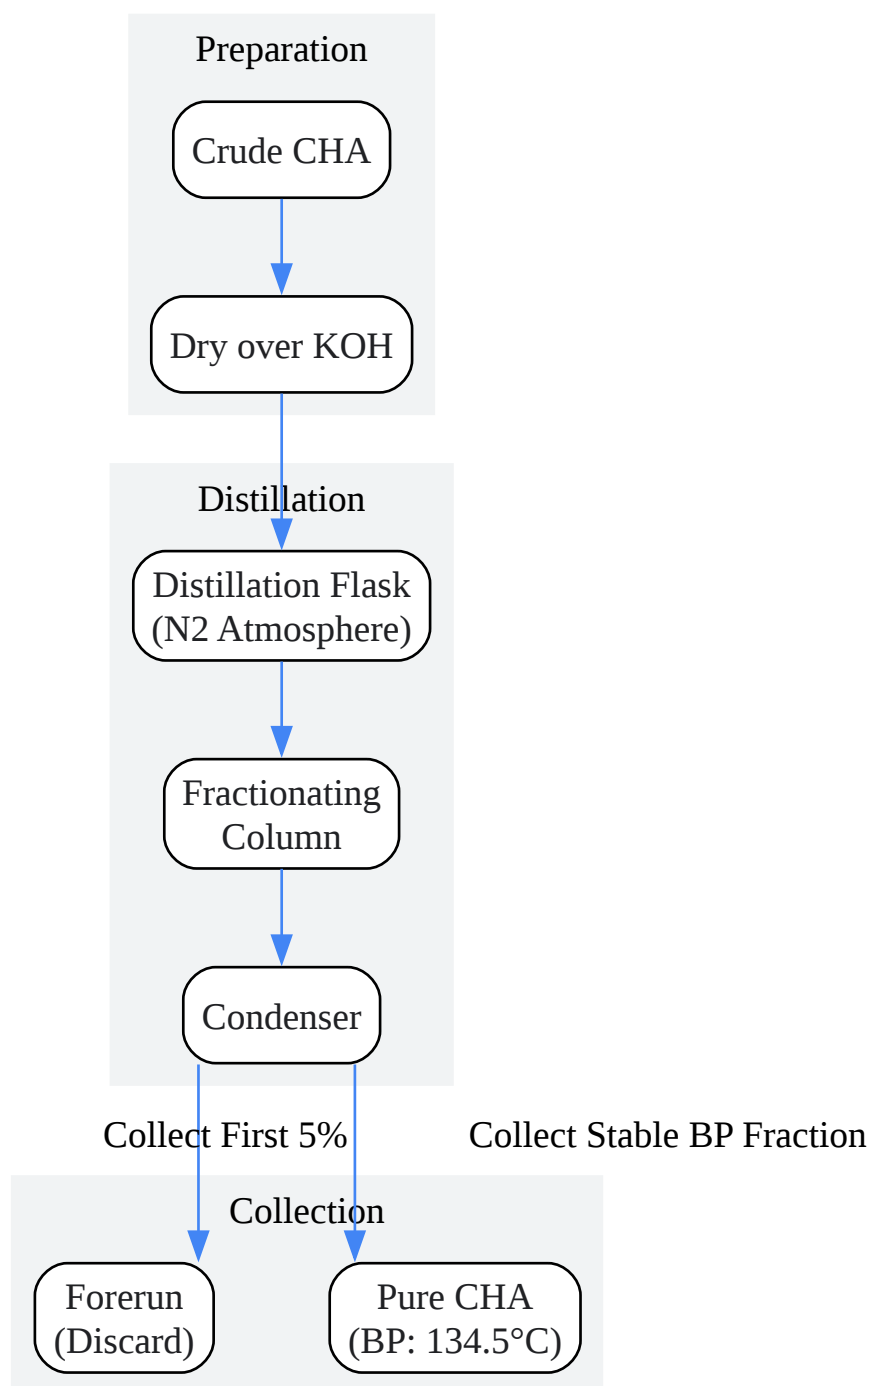 Preparation
Crude CHA
Dry over KOH
Distillation
Distillation Flask
(N2 Atmosphere)
Fractionating
Column
Condenser
Collect First 5%
Collect Stable BP Fraction
Collection
Forerun
(Discard)
Pure CHA
(BP: 134.5°C)